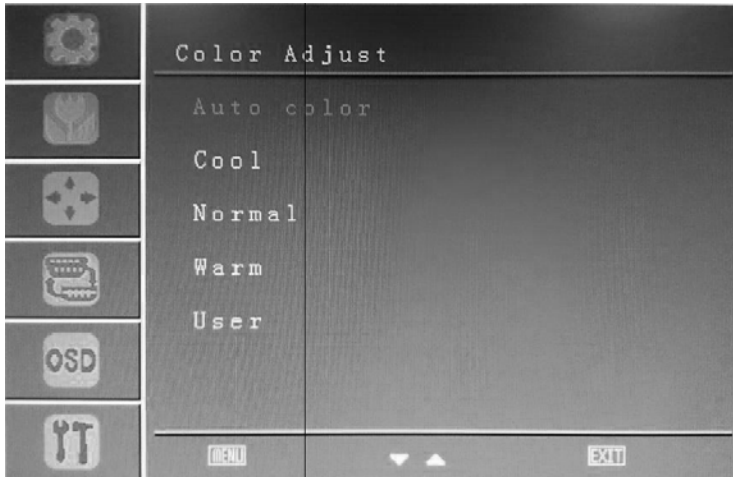 Color Adjust
Auto color
Cool
Normal
Warm
User
OSD
MENU
EXIT